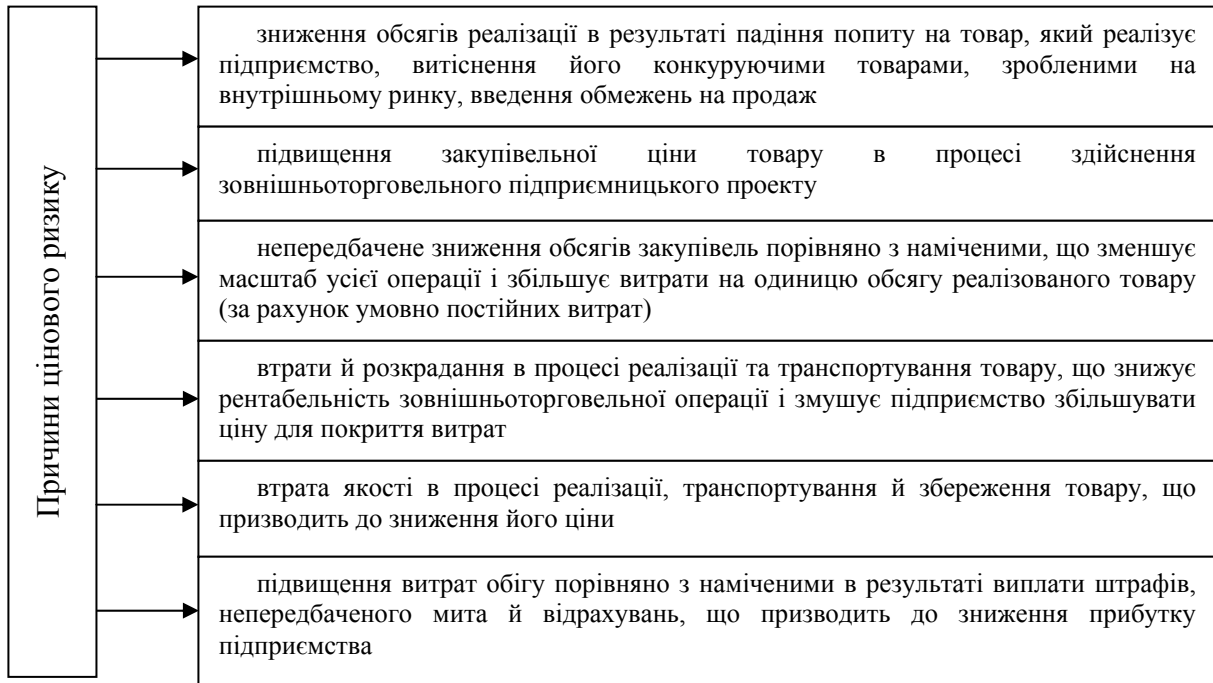 Причини цінового ризику
зниження обсягів реалізації в результаті падіння попиту на товар, який реалізує
підприємство, витіснення його конкуруючими товарами, зробленими на
внутрішньому ринку, введення обмежень на продаж
підвищення закупівельної ціни товару в процесі здійснення
зовнішньоторговельного підприємницького проекту
непередбачене зниження обсягів закупівель порівняно з наміченими, що зменшує
масштаб усієї операції і збільшує витрати на одиницю обсягу реалізованого товару
(за рахунок умовно постійних витрат)
втрати й розкрадання в процесі реалізації та транспортування товару, що знижує
рентабельність зовнішньоторговельної операції і змушує підприємство збільшувати
ціну для покриття витрат
втрата якості в процесі реалізації, транспортування й збереження товару, що
призводить до зниження його ціни
підвищення витрат обігу порівняно з наміченими в результаті виплати штрафів,
непередбаченого мита й відрахувань, що призводить до зниження прибутку
підприємства